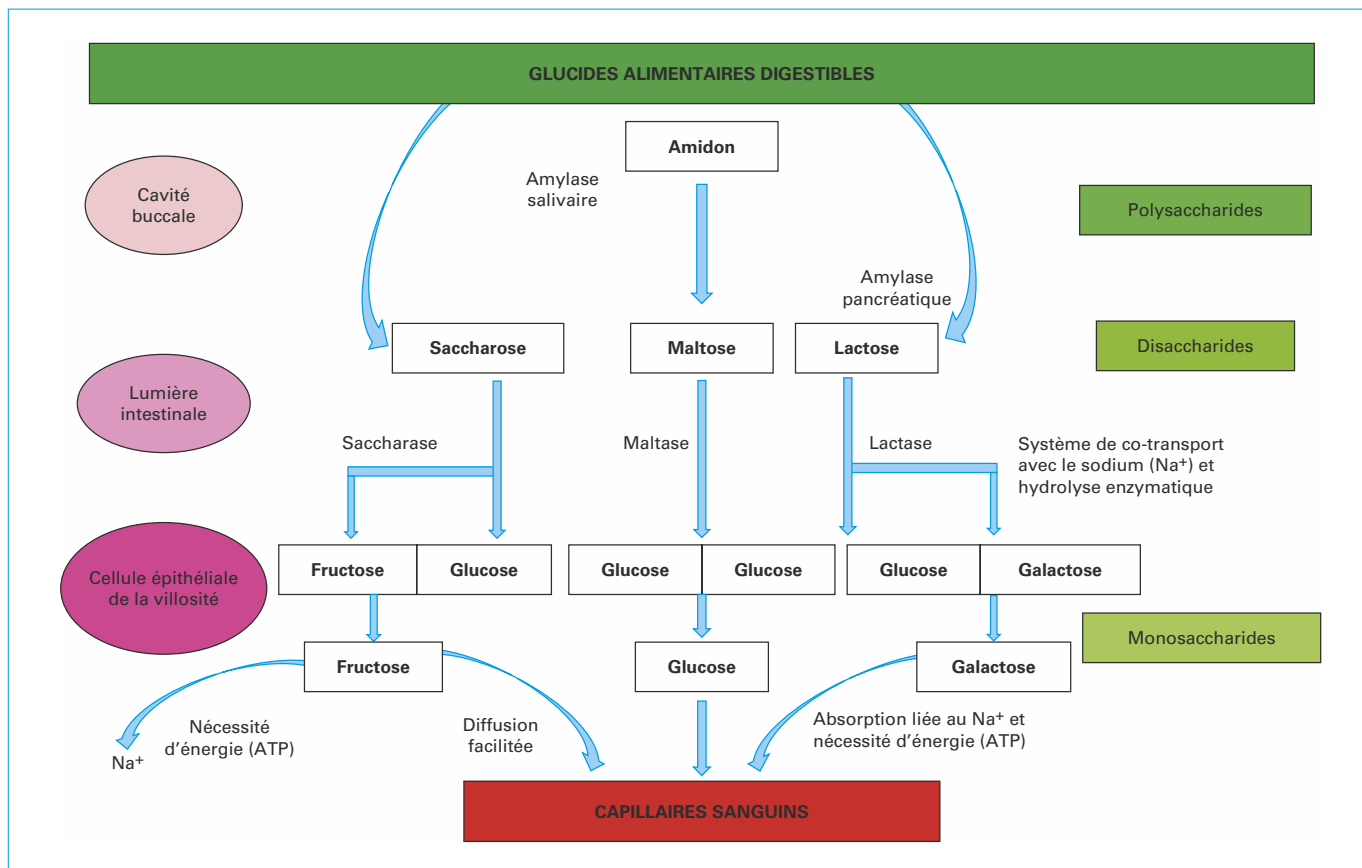 GLUCIDES ALIMENTAIRES DIGESTIBLES
Amidon
Cavité
buccale
Amylase
salivaire
Polysaccharides
Amylase
pancréatique
Saccharose
Maltose
Lactose
Disaccharides
Lumière
intestinale
Saccharase
Maltase
Lactase
Système de co-transport
avec le sodium (Na⁺) et
hydrolyse enzymatique
Cellule épithéliale
de la villosité
Fructose
Glucose
Glucose
Glucose
Glucose
Galactose
Monosaccharides
Fructose
Glucose
Galactose
Na⁺
Nécessité
d'énergie (ATP)
Diffusion
facilitée
Absorption liée au Na⁺ et
nécessité d'énergie (ATP)
CAPILLAIRES SANGUINS